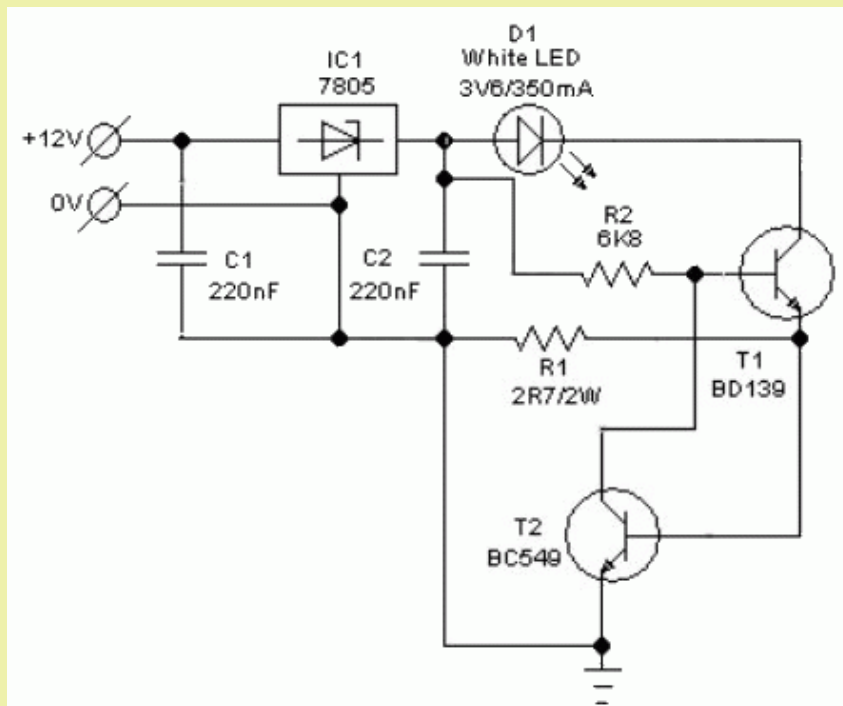 D1
White LED
3V6/350mA
IC1
7805
+12V
0V
R2
6K8
C1
220nF
C2
220nF
R1
2R7/2W
T1
BD139
T2
BC549